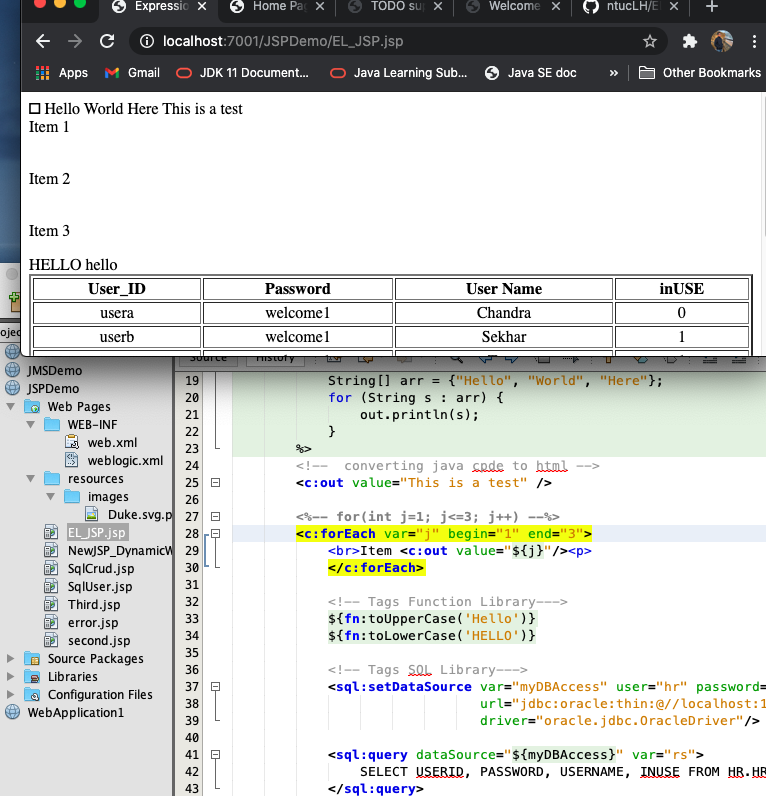 Expressio
Home Pa
TODO su
Welcome
ntucLH/E
localhost:7001/JSPDemo/EL_JSP.jsp
Apps Gmail JDK 11 Document... Java Learning Sub... Java SE doc » Other Bookmarks
Hello World Here This is a test
Item 1
Item 2
Item 3
HELLO hello
User_ID Password User Name inUSE
usera welcome1 Chandra 0
userb welcome1 Sekhar 1
Source History
JMSDemo
JSPDemo
Web Pages
WEB-INF
web.xml
weblogic.xml
resources
images
Duke.svg.p
EL_JSP.jsp
NewJSP_DynamicW
SqlCrud.jsp
SqlUser.jsp
Third.jsp
error.jsp
second.jsp
Source Packages
Libraries
Configuration Files
WebApplication1
19 String[] arr = {"Hello", "World", "Here"};
20 for (String s : arr) {
21 out.println(s);
22 }
23 %>
24 <!-- converting java cpde to html -->
25 <c:out value="This is a test" />
26
27 <%-- for(int j=1; j<=3; j++) --%>
28 <c:forEach var="j" begin="1" end="3">
29 <br>Item <c:out value="${j}"/><p>
30 </c:forEach>
31
32 <!-- Tags Function Library--->
33 ${fn:toUpperCase('Hello')}
34 ${fn:toLowerCase('HELLO')}
35
36 <!-- Tags SQL Library--->
37 <sql:setDataSource var="myDBAccess" user="hr" password=
38 url="jdbc:oracle:thin:@//localhost:1
39 driver="oracle.jdbc.OracleDriver"/>
40
41 <sql:query dataSource="${myDBAccess}" var="rs">
42 SELECT USERID, PASSWORD, USERNAME, INUSE FROM HR.HR
43 </sql:query>